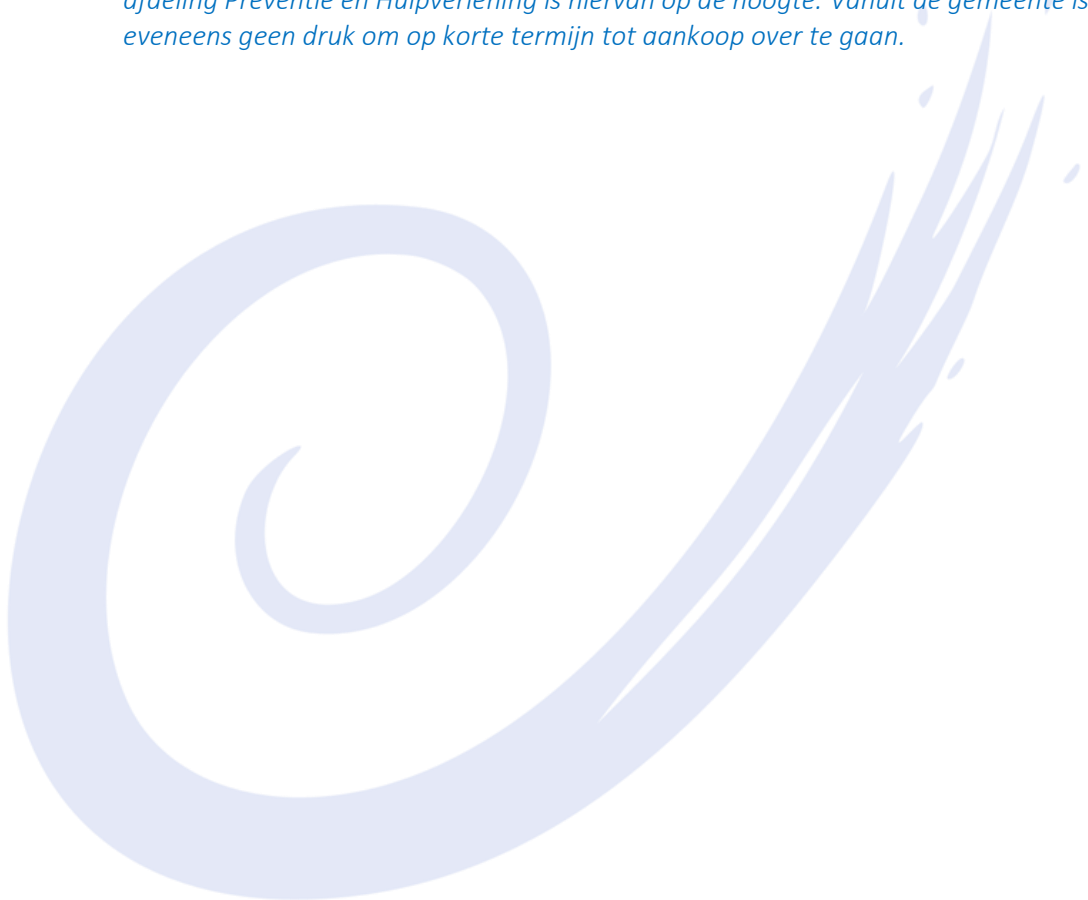 afdeling Preventie en Hulpverlening is hiervan op de hoogte. Vanuit de gemeente is
eveneens geen druk om op korte termijn tot aankoop over te gaan.